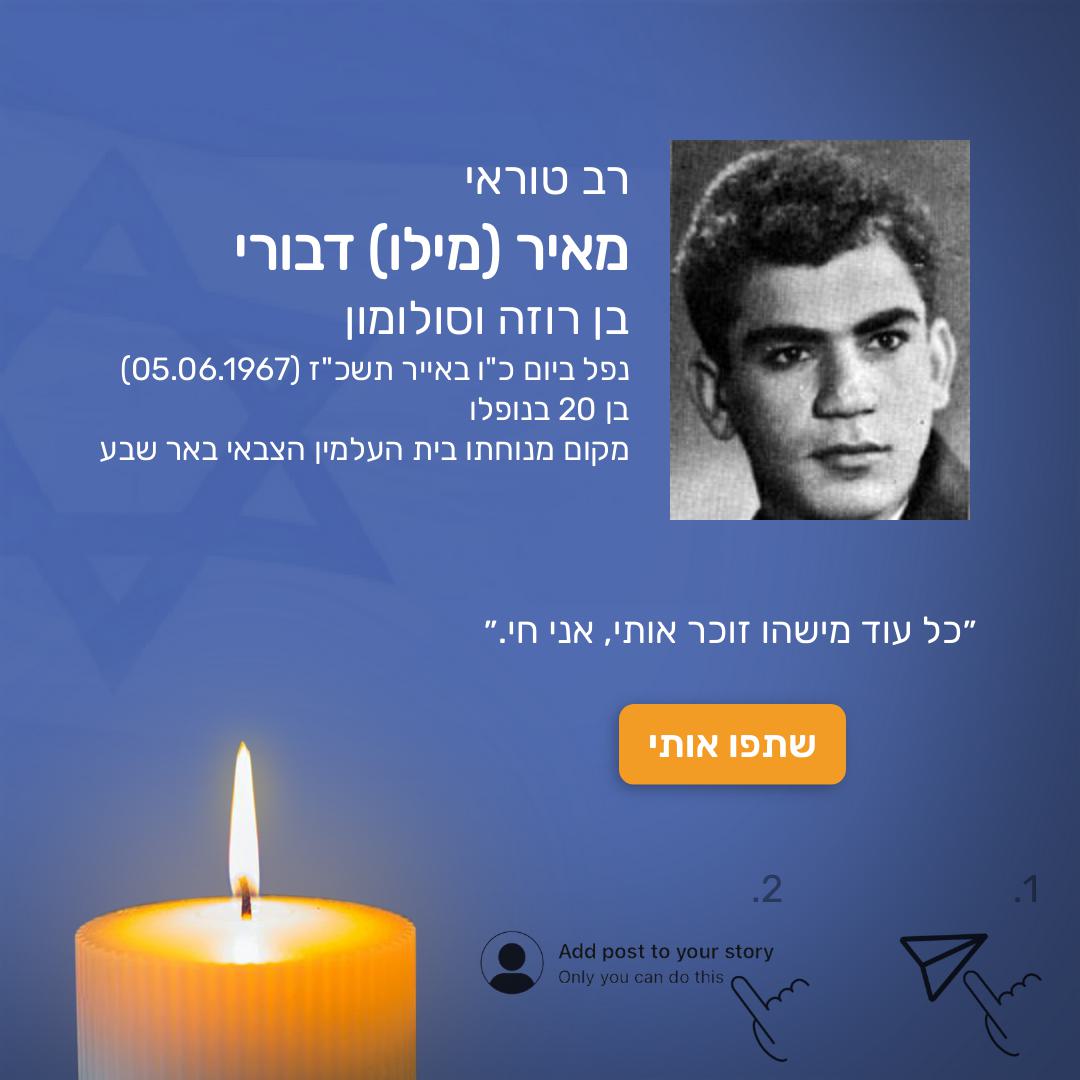 רב טוראי
מאיר (מילו) דבורי
בן רוזה וסולומון
נפל ביום כ"ו באייר תשכ"ז (05.06.1967)
בן 20 בנופלו
מקום מנוחתו בית העלמין הצבאי באר שבע
״כל עוד מישהו זוכר אותי, אני חי.״
שתפו אותי
1.
2.
Add post to your story
Only you can do this